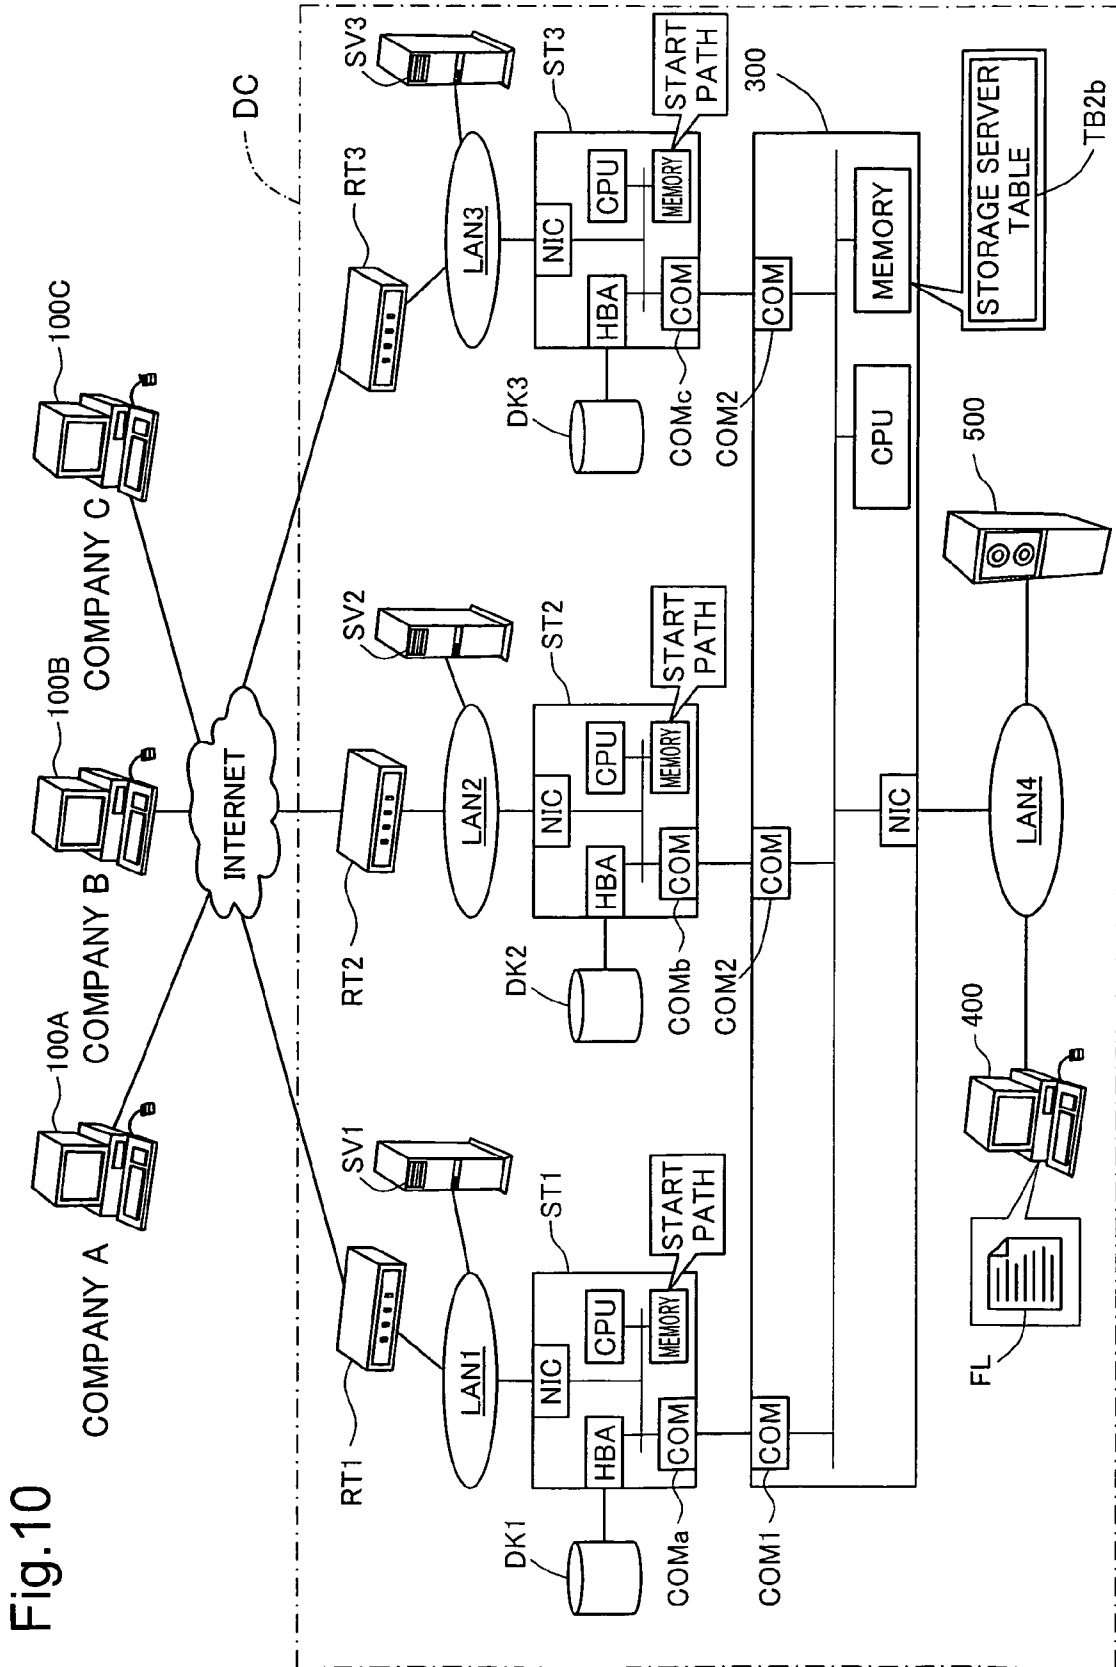 Fig.10
COMPANY A
100A
COMPANY B
100B
COMPANY C
100C
INTERNET
DC
RT1
SV1
RT2
SV2
RT3
SV3
LAN1
LAN2
LAN3
DK1
ST1
HBA
NIC
CPU
MEMORY
COM
START
PATH
COMa
DK2
ST2
HBA
NIC
CPU
MEMORY
COM
START
PATH
COMb
DK3
ST3
HBA
NIC
CPU
MEMORY
COM
START
PATH
COMc
COM1
COM
COM2
COM
COM2
COM
300
NIC
CPU
MEMORY
STORAGE SERVER
TABLE
TB2b
FL
400
LAN4
500